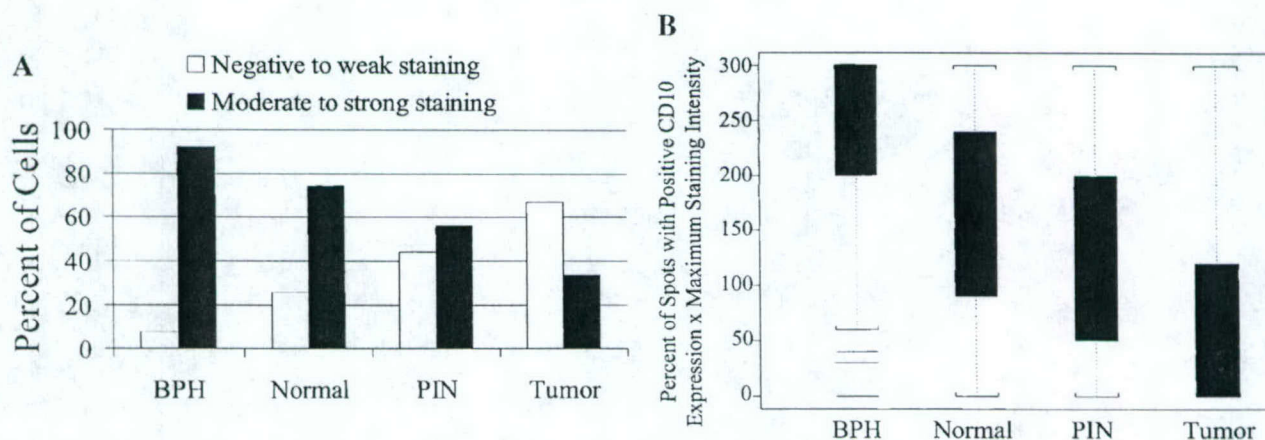 A
Negative to weak staining
Moderate to strong staining
Percent of Cells
100
80
60
40
20
0
BPH Normal PIN Tumor
B
Percent of Spots with Positive CD10
Expression x Maximum Staining Intensity
300
250
200
150
100
50
0
BPH Normal PIN Tumor